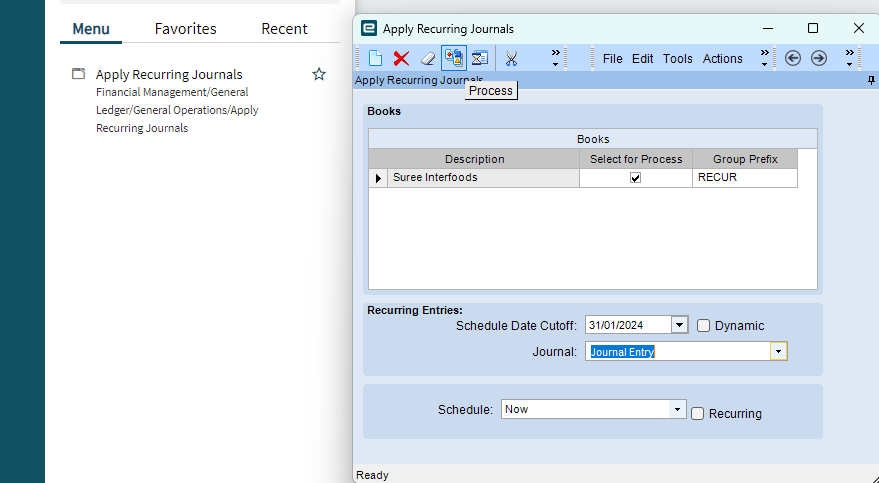 Menu
Favorites
Recent
Apply Recurring Journals
Financial Management/General
Ledger/General Operations/Apply
Recurring Journals
Apply Recurring Journals
File Edit Tools Actions
Apply Recurring Journals
Process
Books
Books
Description Select for Process Group Prefix
Suree Interfoods RECUR
Recurring Entries:
Schedule Date Cutoff: 31/01/2024 Dynamic
Journal: Journal Entry
Schedule: Now Recurring
Ready